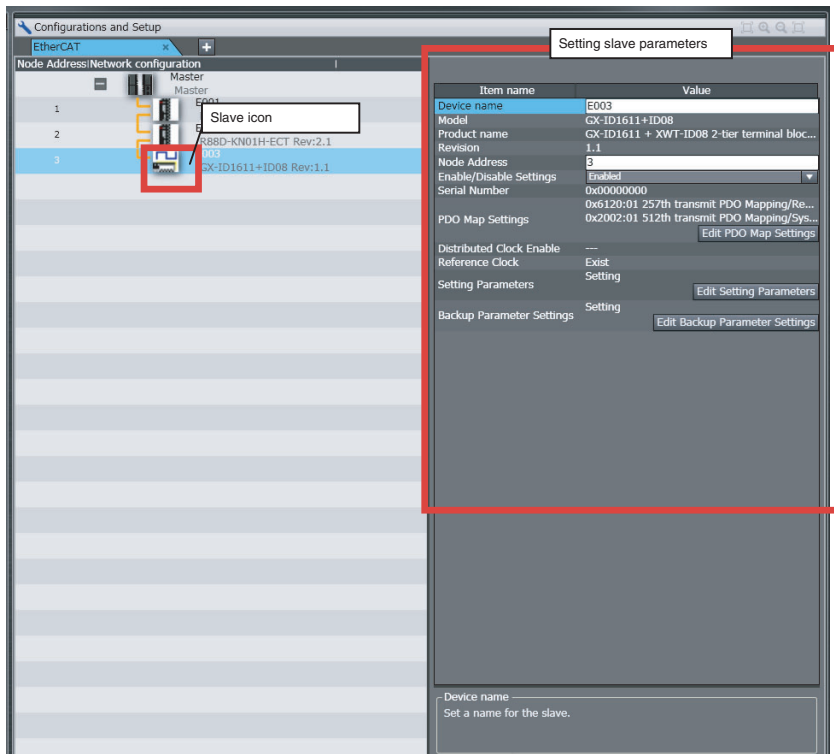 Configurations and Setup
EtherCAT × +
Setting slave parameters
Node Address|Network configuration
Master
Master
1 E001
Slave icon
2 E
R88D-KN01H-ECT Rev:2.1
3 E003
GX-ID1611+ID08 Rev:1.1
Item name Value
Device name E003
Model GX-ID1611+ID08
Product name GX-ID1611 + XWT-ID08 2-tier terminal bloc...
Revision 1.1
Node Address 3
Enable/Disable Settings Enabled
Serial Number 0x00000000
PDO Map Settings 0x6120:01 257th transmit PDO Mapping/Re...
0x2002:01 512th transmit PDO Mapping/Sys...
Edit PDO Map Settings
Distributed Clock Enable ---
Reference Clock Exist
Setting Parameters Setting
Edit Setting Parameters
Backup Parameter Settings Setting
Edit Backup Parameter Settings
Device name
Set a name for the slave.